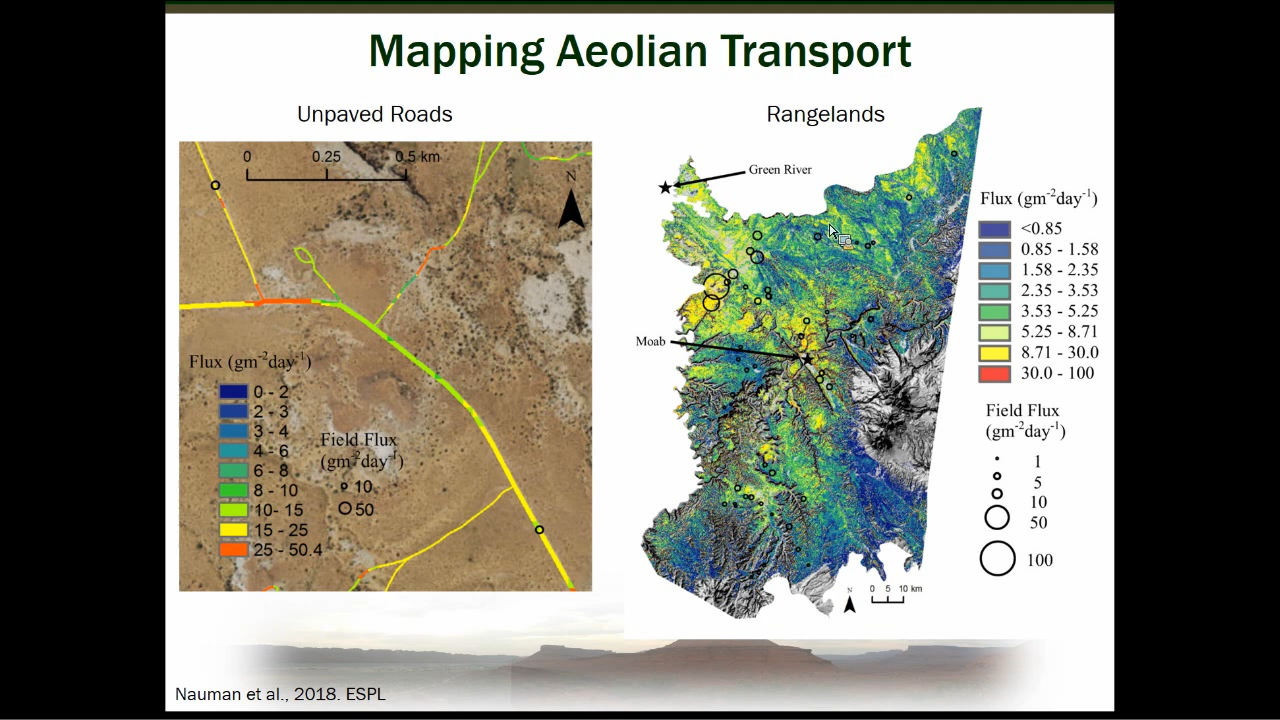 Mapping Aeolian Transport
Unpaved Roads
0 0.25 0.5 km
N
Flux (gm-2day-1)
0 - 2
2 - 3
3 - 4
4 - 6
6 - 8
8 - 10
10- 15
15 - 25
25 - 50.4
Field Flux
(gm-2day-1)
10
50
Rangelands
Green River
Moab
Flux (gm-2day-1)
<0.85
0.85 - 1.58
1.58 - 2.35
2.35 - 3.53
3.53 - 5.25
5.25 - 8.71
8.71 - 30.0
30.0 - 100
Field Flux
(gm-2day-1)
1
5
10
50
100
N
0 5 10 km
Nauman et al., 2018. ESPL